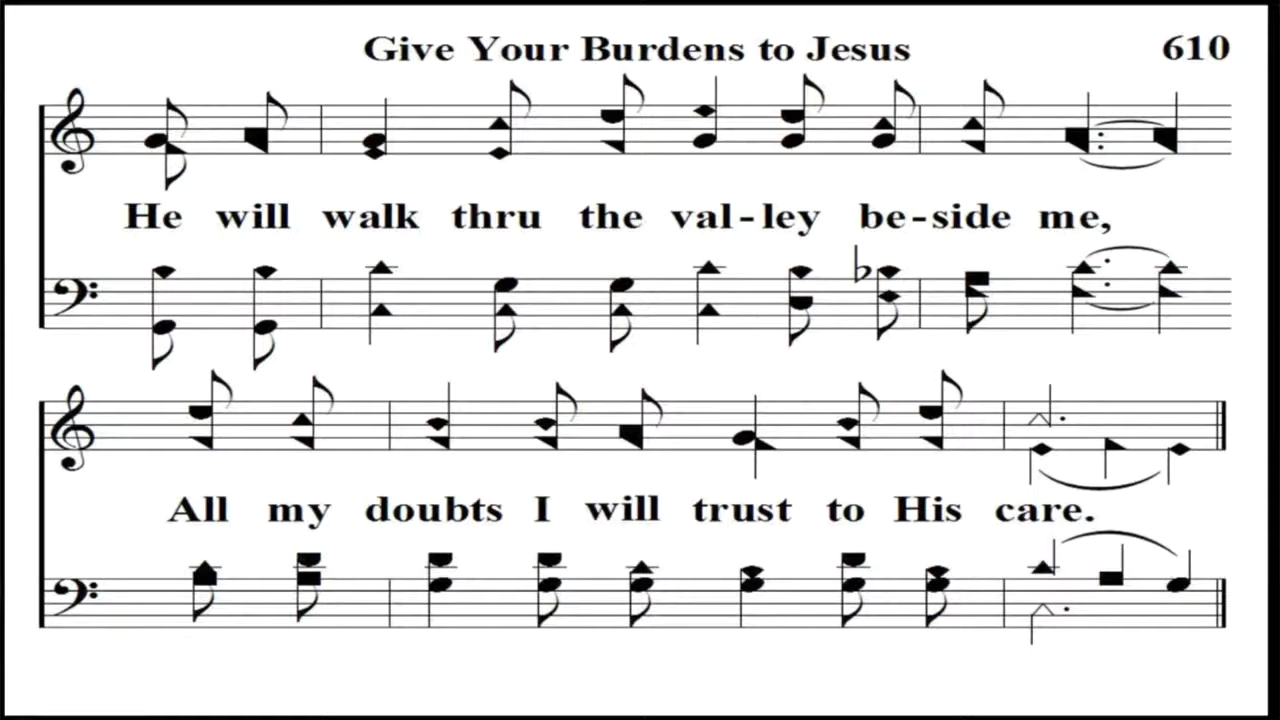 Give Your Burdens to Jesus 610
He will walk thru the val-ley be-side me,
All my doubts I will trust to His care.